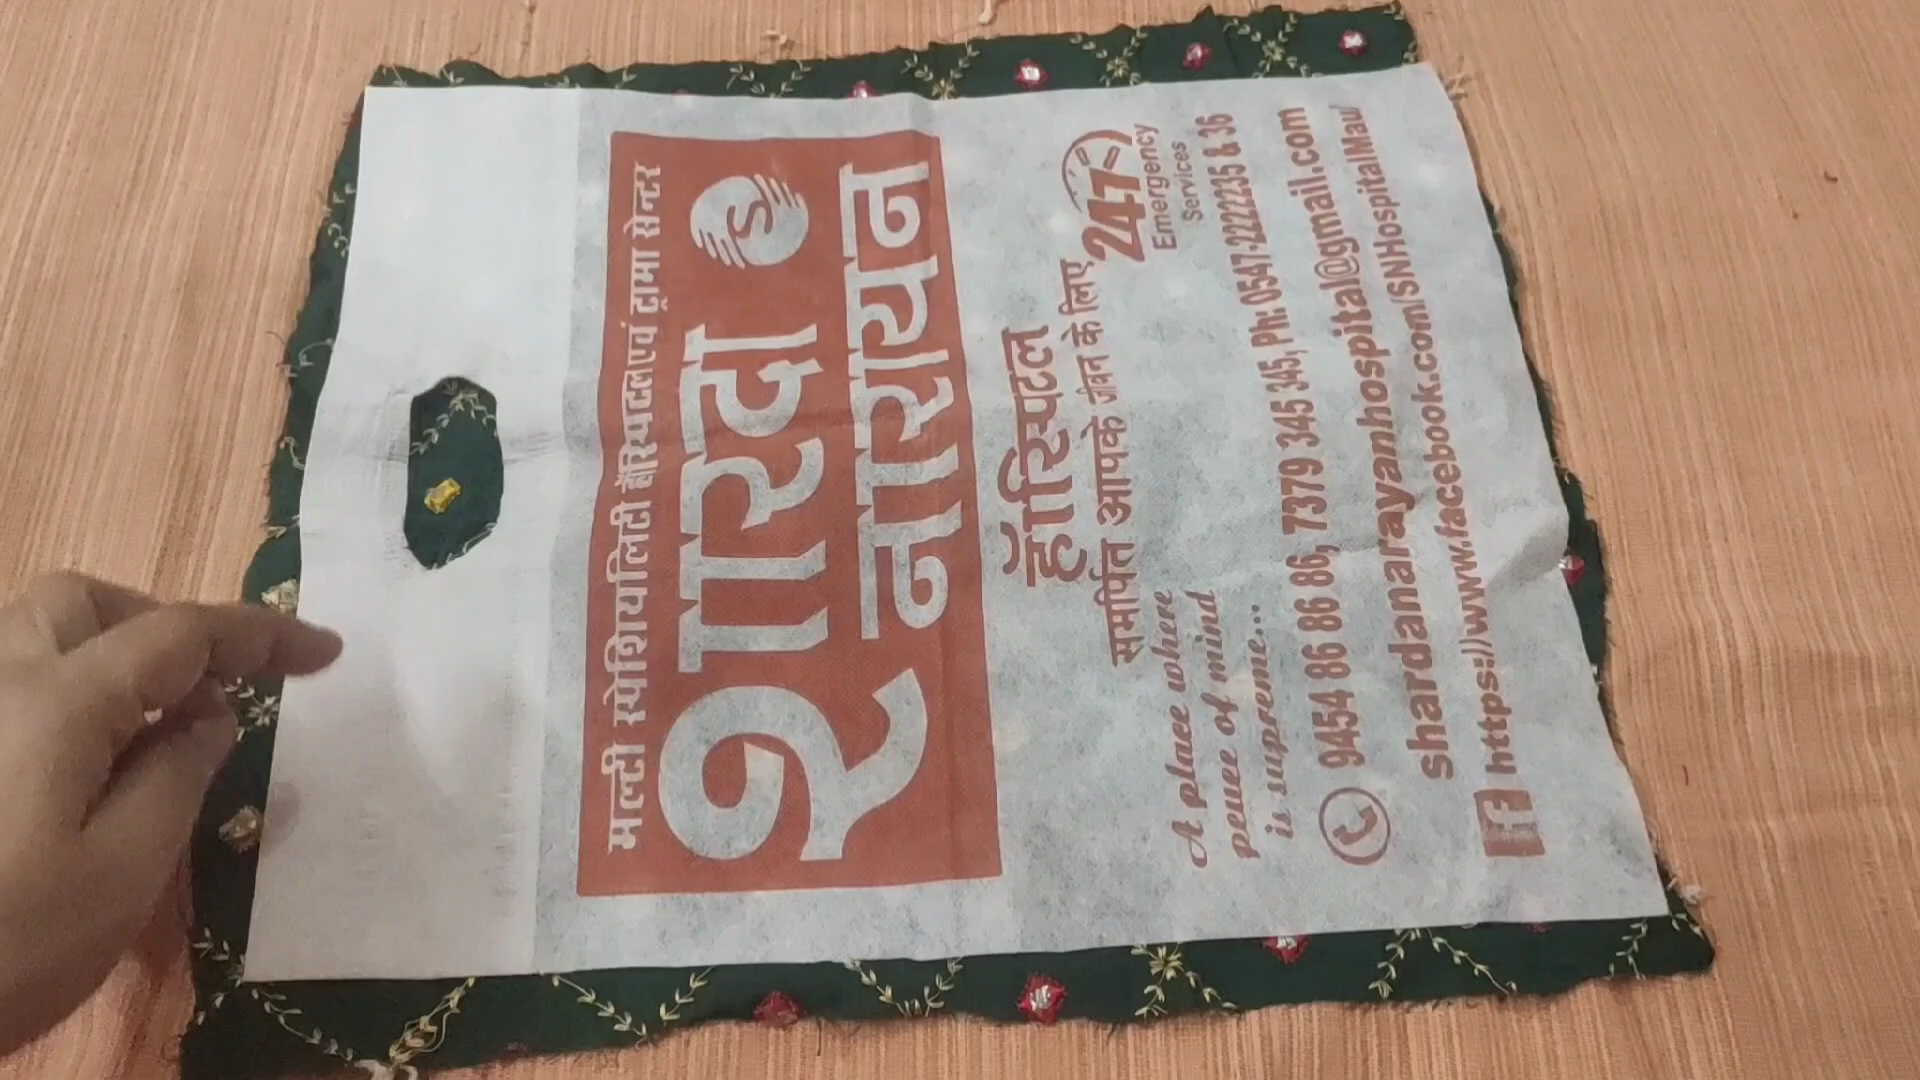 मल्टी स्पेशियलिटी हॉस्पिटल एवं ट्रामा सेन्टर
शारदा
S
नारायन
हॉस्पिटल
समर्पित आपके जीवन के लिए
24x7
Emergency
Services
A place where
peace of mind
is supreme...
9454 86 86 86, 7379 345 345, Ph: 0547-2222235 & 36
shardanarayanhospital@gmail.com
f https://www.facebook.com/SNHospitalMau/